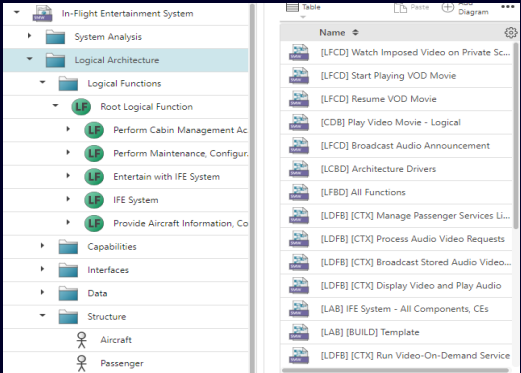 In-Flight Entertainment System
System Analysis
Logical Architecture
Logical Functions
LF Root Logical Function
LF Perform Cabin Management Ac
LF Perform Maintenance, Configur.
LF Entertain with IFE System
LF IFE System
LF Provide Aircraft Information, Co
Capabilities
Interfaces
Data
Structure
Aircraft
Passenger
Table
Paste
Add
Diagram
Name
[LFCD] Watch Imposed Video on Private Sc...
[LFCD] Start Playing VOD Movie
[LFCD] Resume VOD Movie
[CDB] Play Video Movie - Logical
[LFCD] Broadcast Audio Announcement
[LCBD] Architecture Drivers
[LFBD] All Functions
[LDFB] [CTX] Manage Passenger Services Li...
[LDFB] [CTX] Process Audio Video Requests
[LDFB] [CTX] Broadcast Stored Audio Video...
[LDFB] [CTX] Display Video and Play Audio
[LAB] IFE System - All Components, CEs
[LAB] [BUILD] Template
[LDFB] [CTX] Run Video-On-Demand Service